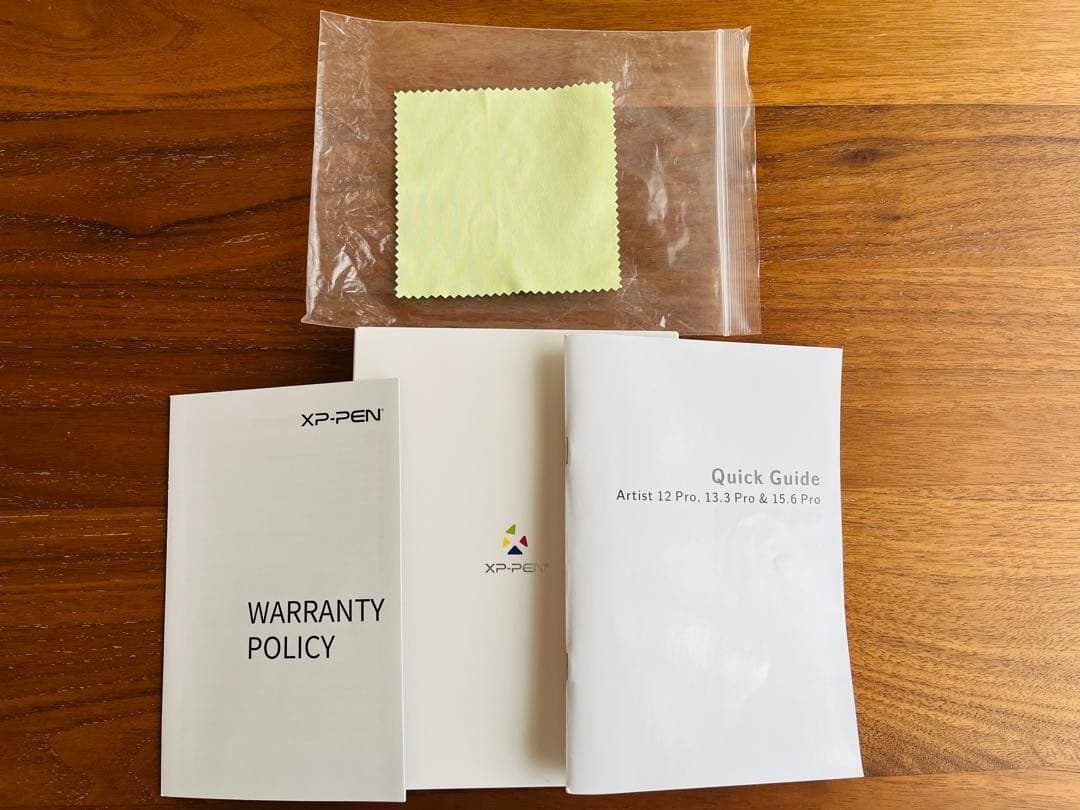 XP-PEN®
WARRANTY
POLICY
XP-PEN®
Quick Guide
Artist 12 Pro, 13.3 Pro & 15.6 Pro